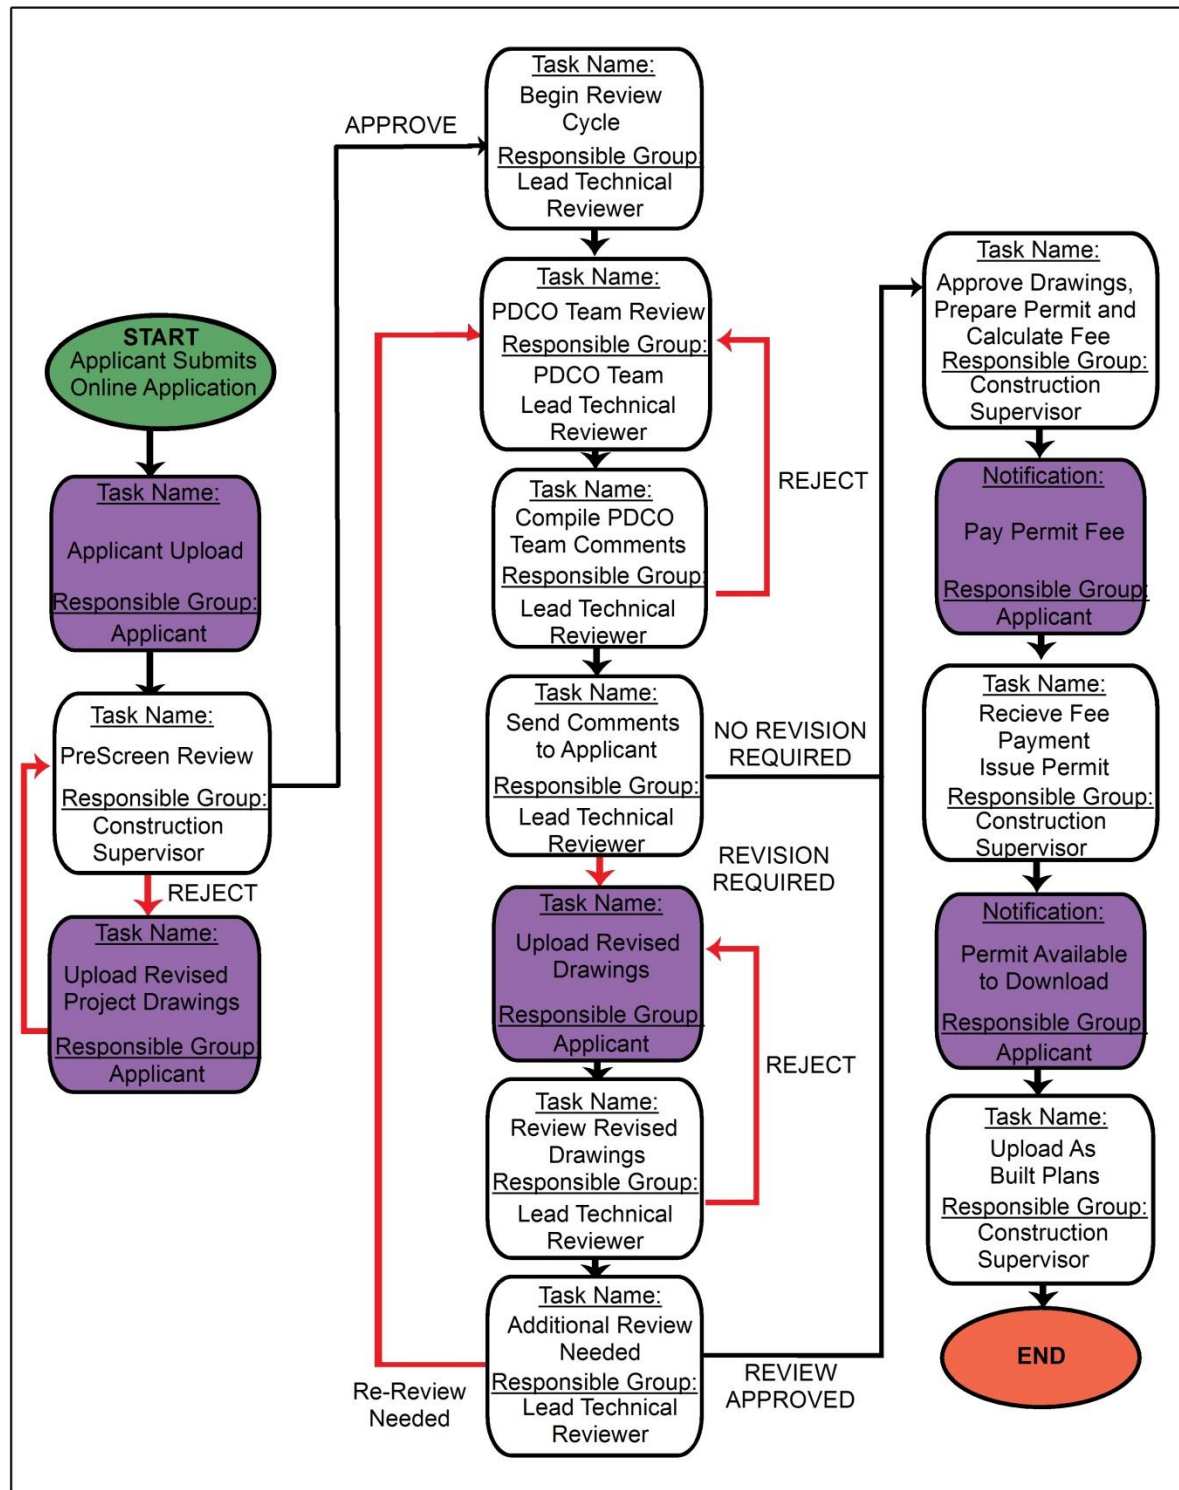 START
Applicant Submits
Online Application
Task Name:
Applicant Upload
Responsible Group:
Applicant
Task Name:
PreScreen Review
Responsible Group:
Construction
Supervisor
REJECT
Task Name:
Upload Revised
Project Drawings
Responsible Group:
Applicant
APPROVE
Task Name:
Begin Review
Cycle
Responsible Group:
Lead Technical
Reviewer
Task Name:
PDCO Team Review
Responsible Group:
PDCO Team
Lead Technical
Reviewer
Task Name:
Compile PDCO
Team Comments
Responsible Group:
Lead Technical
Reviewer
REJECT
Task Name:
Send Comments
to Applicant
Responsible Group:
Lead Technical
Reviewer
NO REVISION
REQUIRED
REVISION
REQUIRED
Task Name:
Upload Revised
Drawings
Responsible Group:
Applicant
REJECT
Task Name:
Review Revised
Drawings
Responsible Group:
Lead Technical
Reviewer
Task Name:
Additional Review
Needed
Responsible Group:
Lead Technical
Reviewer
Re-Review
Needed
REVIEW
APPROVED
Task Name:
Approve Drawings,
Prepare Permit and
Calculate Fee
Responsible Group:
Construction
Supervisor
Notification:
Pay Permit Fee
Responsible Group:
Applicant
Task Name:
Recieve Fee
Payment
Issue Permit
Responsible Group:
Construction
Supervisor
Notification:
Permit Available
to Download
Responsible Group:
Applicant
Task Name:
Upload As
Built Plans
Responsible Group:
Construction
Supervisor
END